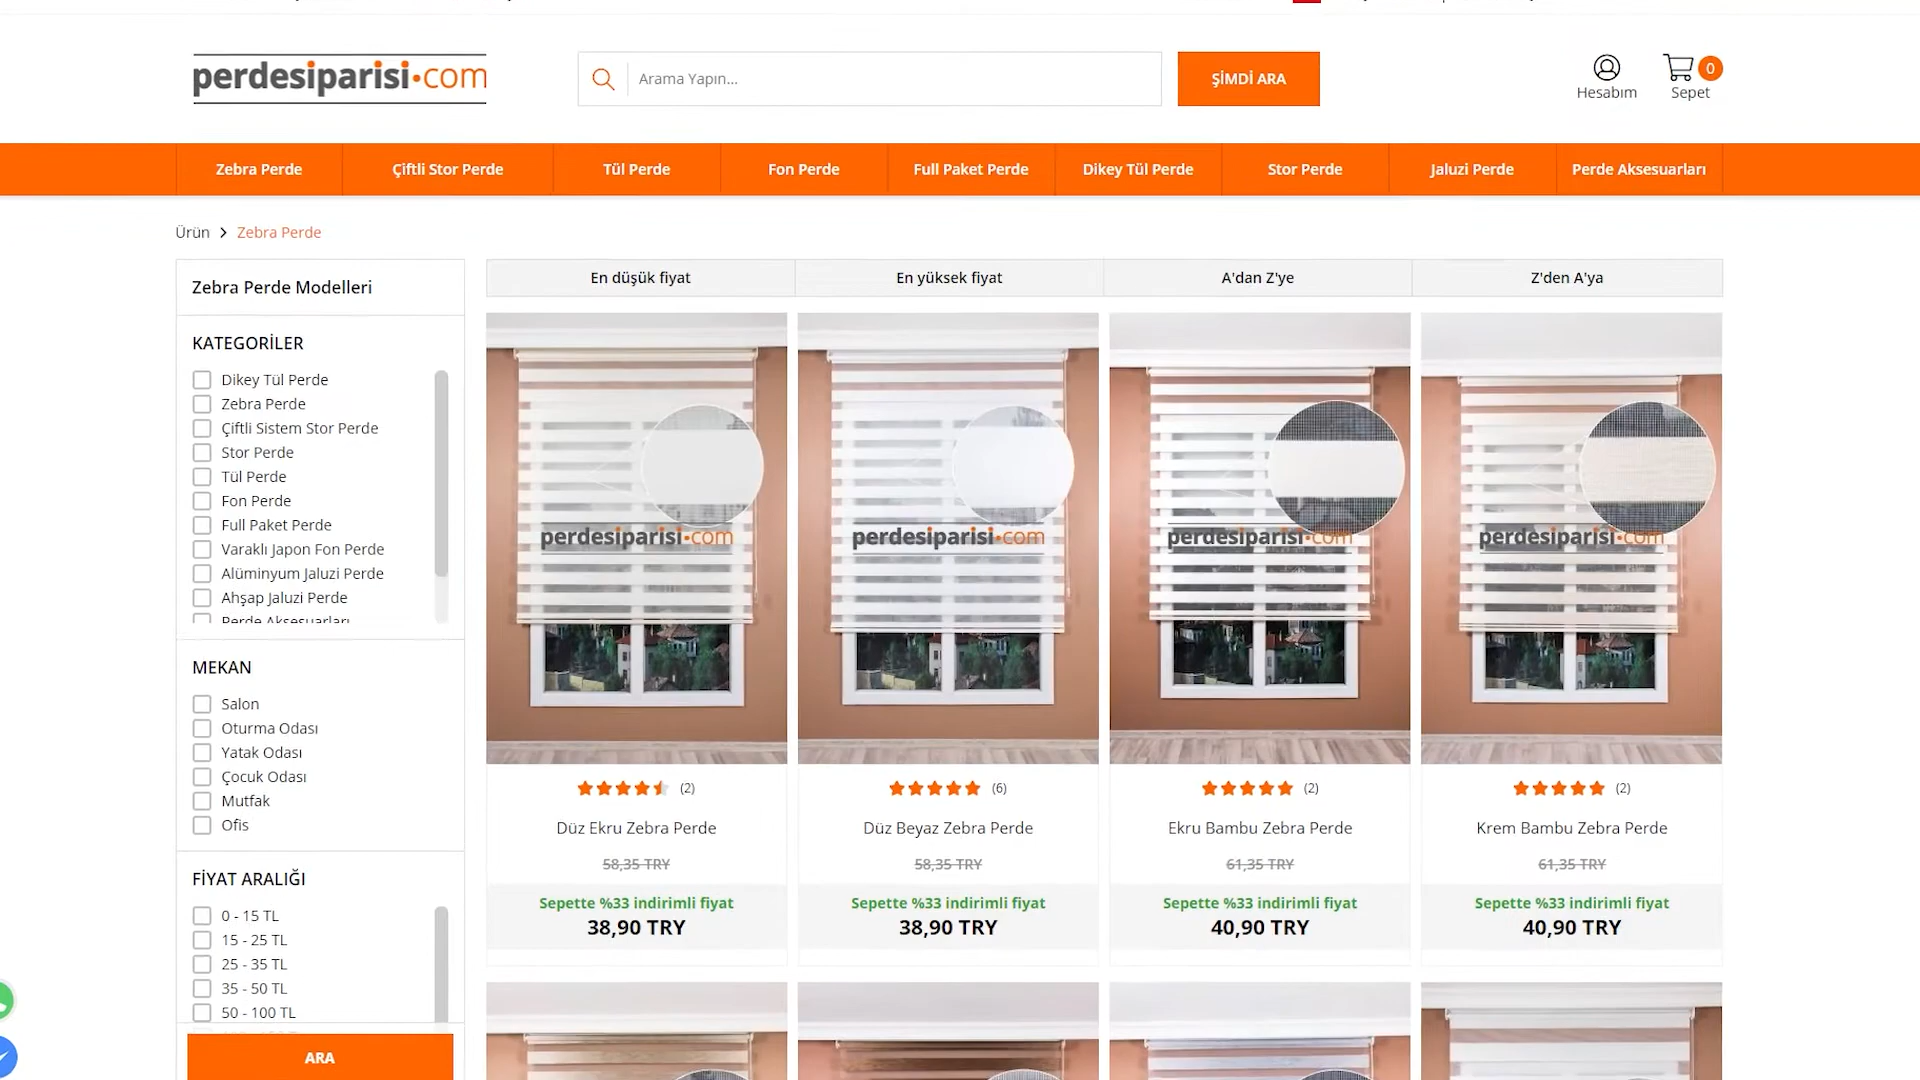 perdesiparisi.com
Arama Yapın...
ŞİMDİ ARA
Hesabım
0
Sepet
Zebra Perde
Çiftli Stor Perde
Tül Perde
Fon Perde
Full Paket Perde
Dikey Tül Perde
Stor Perde
Jaluzi Perde
Perde Aksesuarları
Ürün > Zebra Perde
Zebra Perde Modelleri
KATEGORİLER
Dikey Tül Perde
Zebra Perde
Çiftli Sistem Stor Perde
Stor Perde
Tül Perde
Fon Perde
Full Paket Perde
Varaklı Japon Fon Perde
Alüminyum Jaluzi Perde
Ahşap Jaluzi Perde
Perde Aksesuarları
MEKAN
Salon
Oturma Odası
Yatak Odası
Çocuk Odası
Mutfak
Ofis
FİYAT ARALIĞI
0 - 15 TL
15 - 25 TL
25 - 35 TL
35 - 50 TL
50 - 100 TL
ARA
En düşük fiyat
En yüksek fiyat
A'dan Z'ye
Z'den A'ya
perdesiparisi.com
perdesiparisi.com
perdesiparisi.com
perdesiparisi.com
(2)
Düz Ekru Zebra Perde
58,35 TRY
Sepette %33 indirimli fiyat
38,90 TRY
(6)
Düz Beyaz Zebra Perde
58,35 TRY
Sepette %33 indirimli fiyat
38,90 TRY
(2)
Ekru Bambu Zebra Perde
61,35 TRY
Sepette %33 indirimli fiyat
40,90 TRY
(2)
Krem Bambu Zebra Perde
61,35 TRY
Sepette %33 indirimli fiyat
40,90 TRY